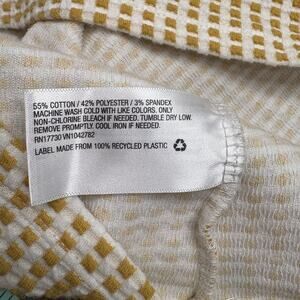 55% COTTON / 42% POLYESTER / 3% SPANDEX
MACHINE WASH COLD WITH LIKE COLORS. ONLY
NON-CHLORINE BLEACH IF NEEDED. TUMBLE DRY LOW.
REMOVE PROMPTLY. COOL IRON IF NEEDED.
RN17730 VN1042782
LABEL MADE FROM 100% RECYCLED PLASTIC